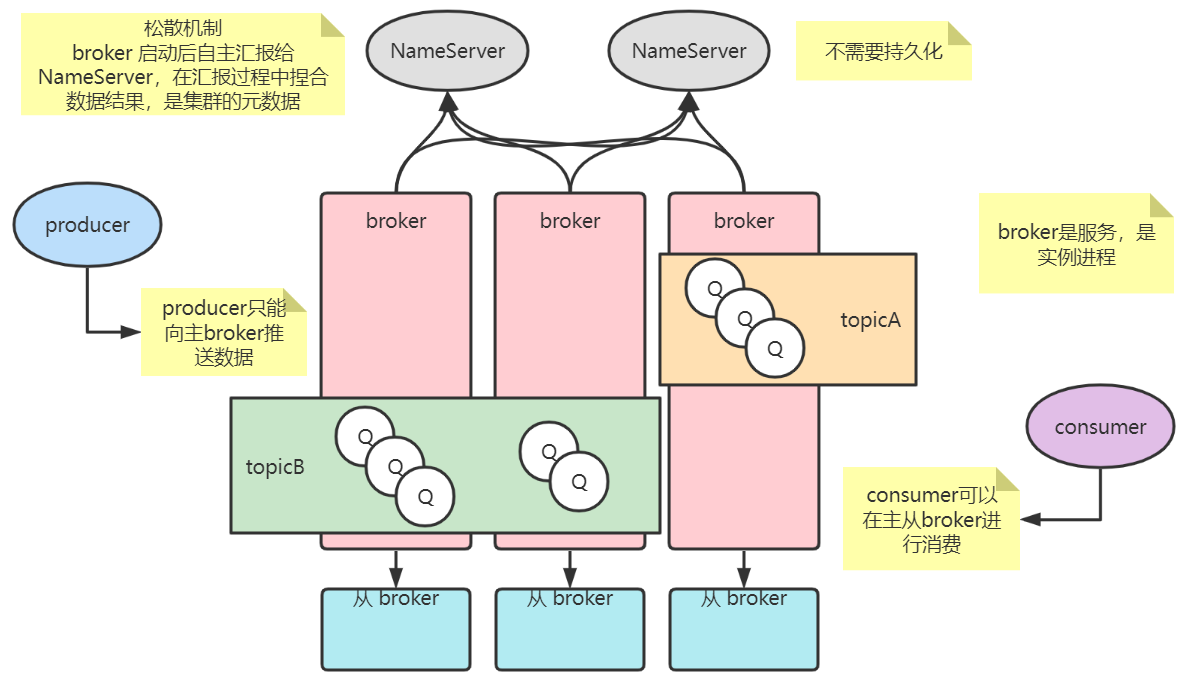 松散机制
broker 启动后自主汇报给
NameServer，在汇报过程中捏合
数据结果，是集群的元数据
NameServer
NameServer
不需要持久化
producer
broker
broker
broker
broker是服务，是
实例进程
producer只能
向主broker推
送数据
Q
Q
Q
topicA
topicB
Q
Q
Q
Q
Q
consumer
consumer可以
在主从broker进
行消费
从 broker
从 broker
从 broker